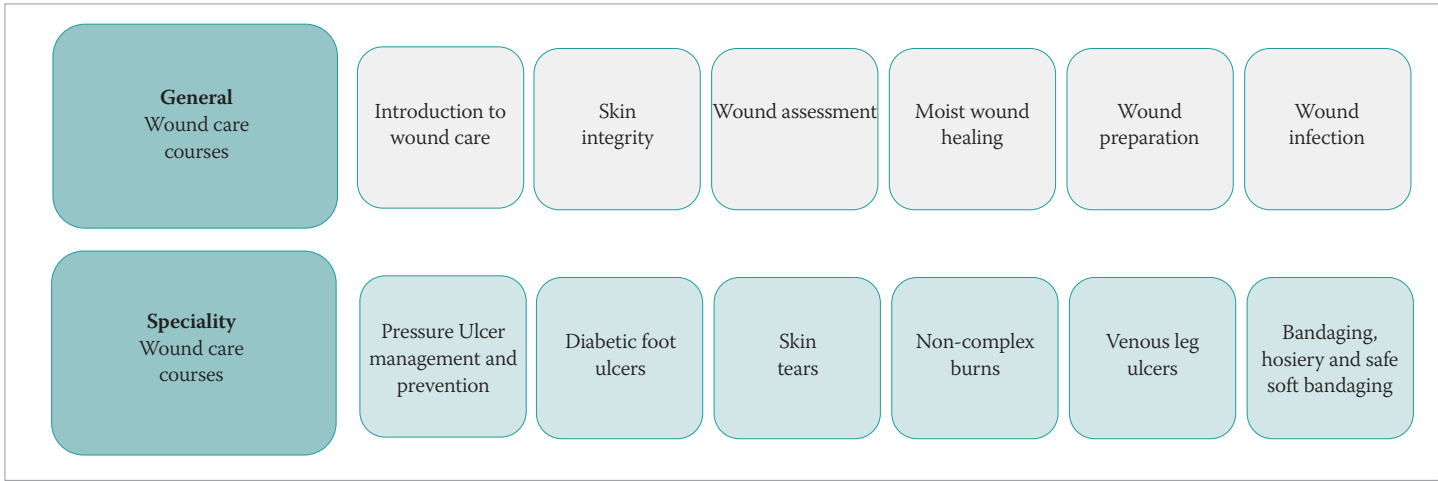 General
Wound care
courses
Introduction to
wound care
Skin
integrity
Wound assessment
Moist wound
healing
Wound
preparation
Wound
infection
Speciality
Wound care
courses
Pressure Ulcer
management and
prevention
Diabetic foot
ulcers
Skin
tears
Non-complex
burns
Venous leg
ulcers
Bandaging,
hosiery and safe
soft bandaging